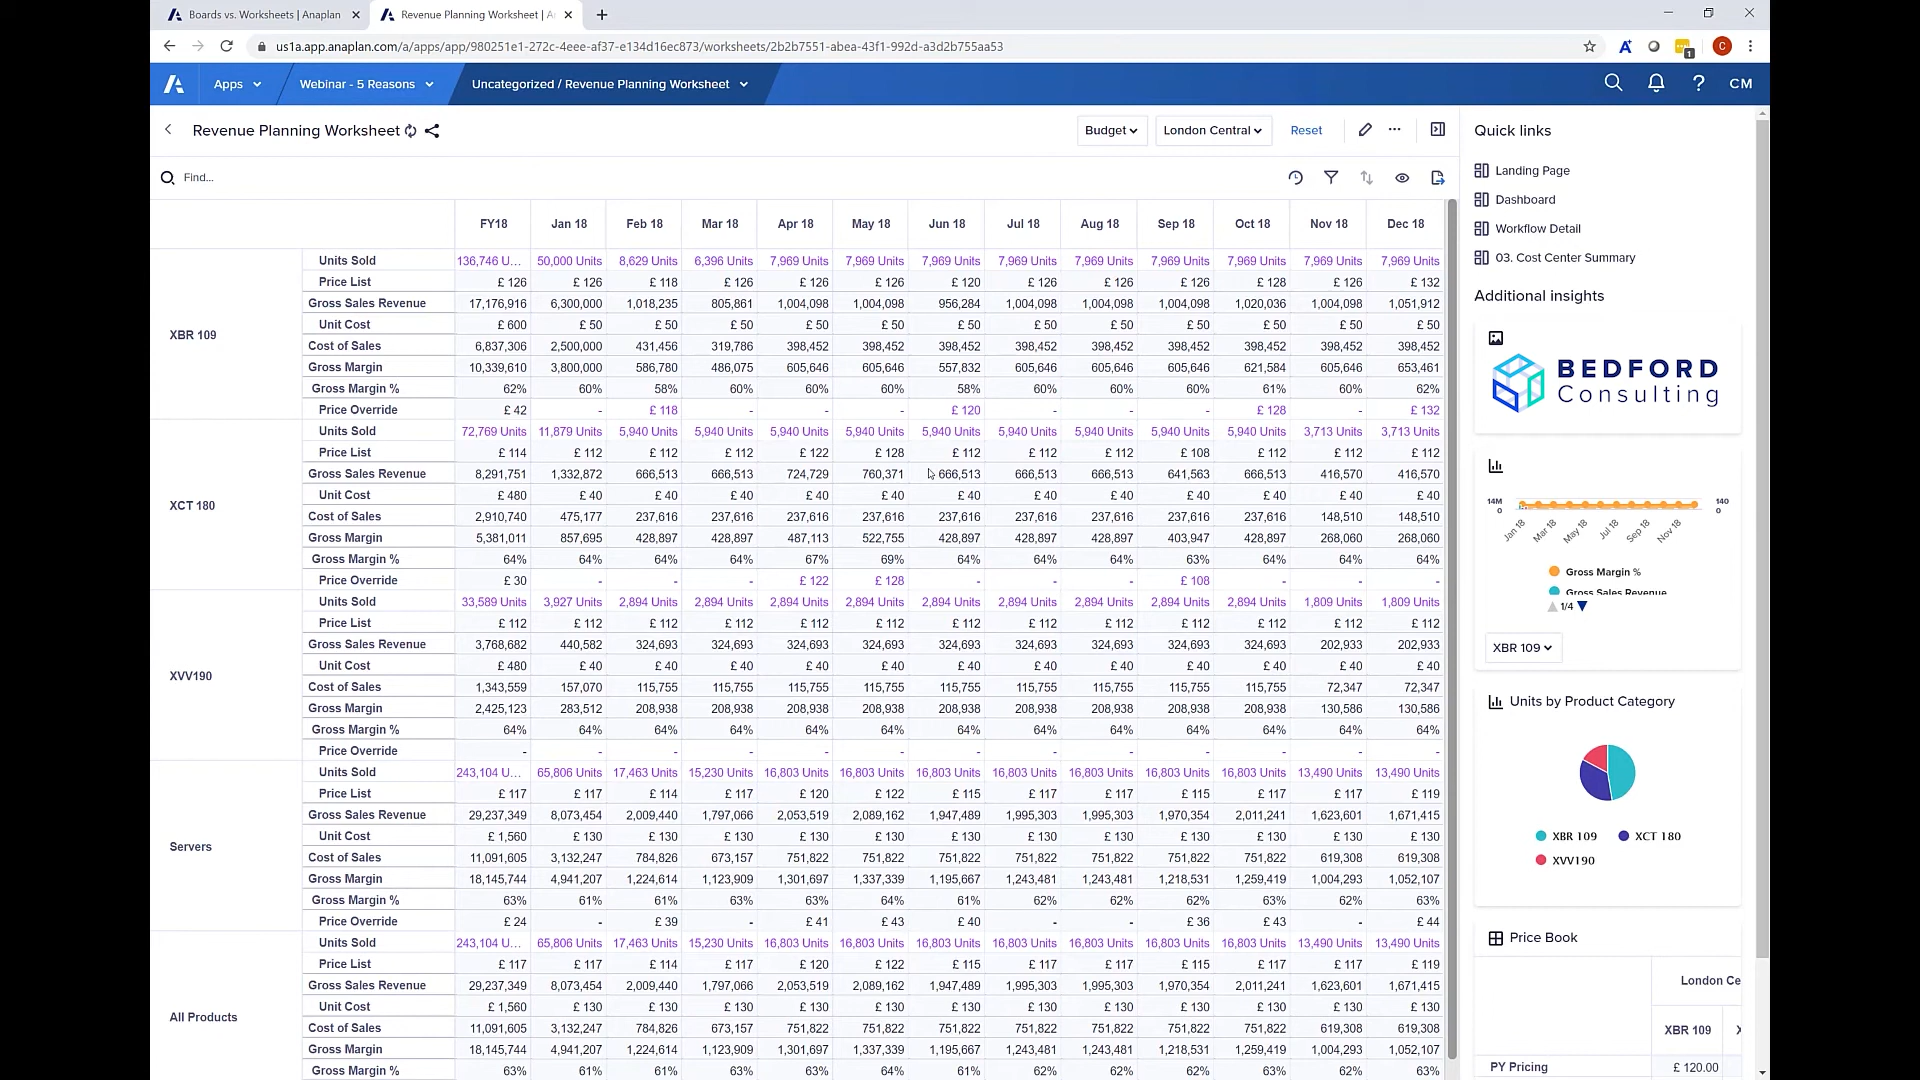 Boards vs. Worksheets | Anaplan
Revenue Planning Worksheet | A
us1a.app.anaplan.com/a/apps/app/980251e1-272c-4eee-af37-e134d16ec873/worksheets/2b2b7551-abea-43f1-992d-a3d2b755aa53
A C 1
Apps Webinar - 5 Reasons Uncategorized / Revenue Planning Worksheet ? CM
Revenue Planning Worksheet Budget London Central Reset
Find...
FY18 Jan 18 Feb 18 Mar 18 Apr 18 May 18 Jun 18 Jul 18 Aug 18 Sep 18 Oct 18 Nov 18 Dec 18
XBR 109
Units Sold 136,746 U... 50,000 Units 8,629 Units 6,396 Units 7,969 Units 7,969 Units 7,969 Units 7,969 Units 7,969 Units 7,969 Units 7,969 Units 7,969 Units 7,969 Units
Price List £ 126 £ 126 £ 118 £ 126 £ 126 £ 126 £ 120 £ 126 £ 126 £ 126 £ 128 £ 126 £ 132
Gross Sales Revenue 17,176,916 6,300,000 1,018,235 805,861 1,004,098 1,004,098 956,284 1,004,098 1,004,098 1,004,098 1,020,036 1,004,098 1,051,912
Unit Cost £ 600 £ 50 £ 50 £ 50 £ 50 £ 50 £ 50 £ 50 £ 50 £ 50 £ 50 £ 50 £ 50
Cost of Sales 6,837,306 2,500,000 431,456 319,786 398,452 398,452 398,452 398,452 398,452 398,452 398,452 398,452 398,452
Gross Margin 10,339,610 3,800,000 586,780 486,075 605,646 605,646 557,832 605,646 605,646 605,646 621,584 605,646 653,461
Gross Margin % 62% 60% 58% 60% 60% 60% 58% 60% 60% 60% 61% 60% 62%
Price Override £ 42 - £ 118 - - - £ 120 - - - £ 128 - £ 132
XCT 180
Units Sold 72,769 Units 11,879 Units 5,940 Units 5,940 Units 5,940 Units 5,940 Units 5,940 Units 5,940 Units 5,940 Units 5,940 Units 5,940 Units 3,713 Units 3,713 Units
Price List £ 114 £ 112 £ 112 £ 112 £ 122 £ 128 £ 112 £ 112 £ 112 £ 108 £ 112 £ 112 £ 112
Gross Sales Revenue 8,291,751 1,332,872 666,513 666,513 724,729 760,371 666,513 666,513 666,513 641,563 666,513 416,570 416,570
Unit Cost £ 480 £ 40 £ 40 £ 40 £ 40 £ 40 £ 40 £ 40 £ 40 £ 40 £ 40 £ 40 £ 40
Cost of Sales 2,910,740 475,177 237,616 237,616 237,616 237,616 237,616 237,616 237,616 237,616 237,616 148,510 148,510
Gross Margin 5,381,011 857,695 428,897 428,897 487,113 522,755 428,897 428,897 428,897 403,947 428,897 268,060 268,060
Gross Margin % 64% 64% 64% 64% 67% 69% 64% 64% 64% 63% 64% 64% 64%
Price Override £ 30 - - - £ 122 £ 128 - - - £ 108 - - -
XVV190
Units Sold 33,589 Units 3,927 Units 2,894 Units 2,894 Units 2,894 Units 2,894 Units 2,894 Units 2,894 Units 2,894 Units 2,894 Units 2,894 Units 1,809 Units 1,809 Units
Price List £ 112 £ 112 £ 112 £ 112 £ 112 £ 112 £ 112 £ 112 £ 112 £ 112 £ 112 £ 112 £ 112
Gross Sales Revenue 3,768,682 440,582 324,693 324,693 324,693 324,693 324,693 324,693 324,693 324,693 324,693 202,933 202,933
Unit Cost £ 480 £ 40 £ 40 £ 40 £ 40 £ 40 £ 40 £ 40 £ 40 £ 40 £ 40 £ 40 £ 40
Cost of Sales 1,343,559 157,070 115,755 115,755 115,755 115,755 115,755 115,755 115,755 115,755 115,755 72,347 72,347
Gross Margin 2,425,123 283,512 208,938 208,938 208,938 208,938 208,938 208,938 208,938 208,938 208,938 130,586 130,586
Gross Margin % 64% 64% 64% 64% 64% 64% 64% 64% 64% 64% 64% 64% 64%
Price Override - - - - - - - - - - - - -
Servers
Units Sold 243,104 U... 65,806 Units 17,463 Units 15,230 Units 16,803 Units 16,803 Units 16,803 Units 16,803 Units 16,803 Units 16,803 Units 16,803 Units 13,490 Units 13,490 Units
Price List £ 117 £ 117 £ 114 £ 117 £ 120 £ 122 £ 115 £ 117 £ 117 £ 115 £ 117 £ 117 £ 119
Gross Sales Revenue 29,237,349 8,073,454 2,009,440 1,797,066 2,053,519 2,089,162 1,947,489 1,995,303 1,995,303 1,970,354 2,011,241 1,623,601 1,671,415
Unit Cost £ 1,560 £ 130 £ 130 £ 130 £ 130 £ 130 £ 130 £ 130 £ 130 £ 130 £ 130 £ 130 £ 130
Cost of Sales 11,091,605 3,132,247 784,826 673,157 751,822 751,822 751,822 751,822 751,822 751,822 751,822 619,308 619,308
Gross Margin 18,145,744 4,941,207 1,224,614 1,123,909 1,301,697 1,337,339 1,195,667 1,243,481 1,243,481 1,218,531 1,259,419 1,004,293 1,052,107
Gross Margin % 63% 61% 61% 63% 63% 64% 61% 62% 62% 62% 63% 62% 63%
Price Override £ 24 - £ 39 - £ 41 £ 43 £ 40 - - £ 36 £ 43 - £ 44
All Products
Units Sold 243,104 U... 65,806 Units 17,463 Units 15,230 Units 16,803 Units 16,803 Units 16,803 Units 16,803 Units 16,803 Units 16,803 Units 16,803 Units 13,490 Units 13,490 Units
Price List £ 117 £ 117 £ 114 £ 117 £ 120 £ 122 £ 115 £ 117 £ 117 £ 115 £ 117 £ 117 £ 119
Gross Sales Revenue 29,237,349 8,073,454 2,009,440 1,797,066 2,053,519 2,089,162 1,947,489 1,995,303 1,995,303 1,970,354 2,011,241 1,623,601 1,671,415
Unit Cost £ 1,560 £ 130 £ 130 £ 130 £ 130 £ 130 £ 130 £ 130 £ 130 £ 130 £ 130 £ 130 £ 130
Cost of Sales 11,091,605 3,132,247 784,826 673,157 751,822 751,822 751,822 751,822 751,822 751,822 751,822 619,308 619,308
Gross Margin 18,145,744 4,941,207 1,224,614 1,123,909 1,301,697 1,337,339 1,195,667 1,243,481 1,243,481 1,218,531 1,259,419 1,004,293 1,052,107
Gross Margin % 63% 61% 61% 63% 63% 64% 61% 62% 62% 62% 63% 62% 63%
Quick links
Landing Page
Dashboard
Workflow Detail
03. Cost Center Summary
Additional insights
BEDFORD
Consulting
14M 140
0 0
Jan 18 Mar 18 May 18 Jul 18 Sep 18 Nov 18
Gross Margin %
Gross Sales Revenue
1/4
XBR 109
Units by Product Category
XBR 109 XCT 180
XVV190
Price Book
London Ce
XBR 109 X
PY Pricing £ 120.00